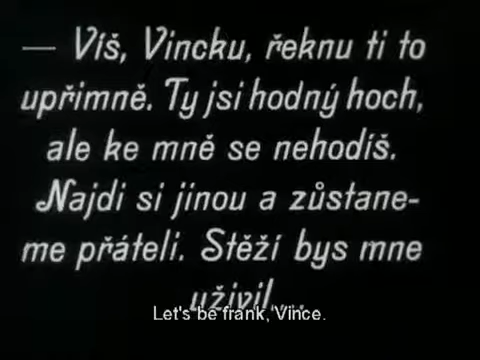 — Víš, Vincku, řeknu ti to
upřimně. Ty jsi hodný hoch,
ale ke mně se nehodíš.
Najdi si jinou a zůstane-
me přáteli. Stěží bys mne
uživil...
Let's be frank, Vince.